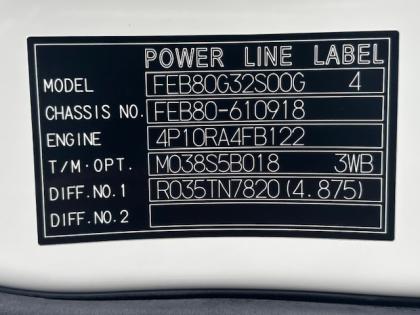 POWER LINE LABEL
MODEL FEB80G32S00G 4
CHASSIS NO. FEB80-610918
ENGINE 4P10RA4FB122
T/M·OPT. M038S5B018 3WB
DIFF.NO.1 R035TN7820(4.875)
DIFF.NO.2